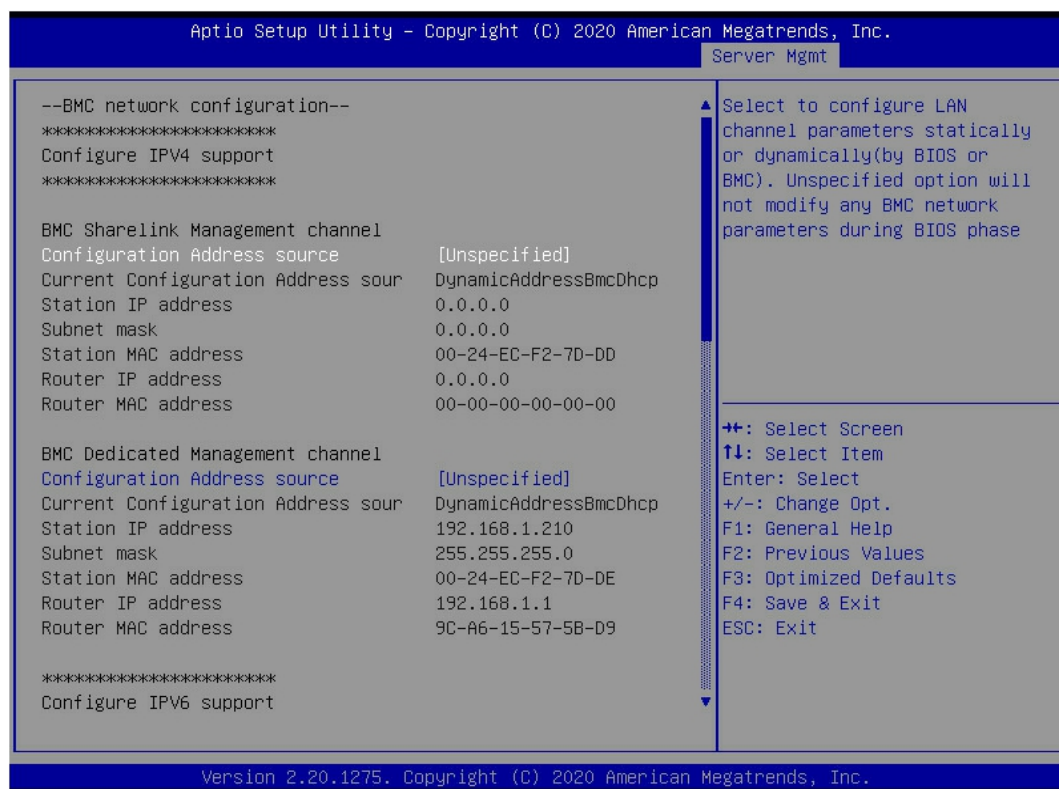 Aptio Setup Utility – Copyright (C) 2020 American Megatrends, Inc.
Server Mgmt
--BMC network configuration--
**********************
Configure IPV4 support
**********************
BMC Sharelink Management channel
Configuration Address source [Unspecified]
Current Configuration Address sour DynamicAddressBmcDhcp
Station IP address 0.0.0.0
Subnet mask 0.0.0.0
Station MAC address 00-24-EC-F2-7D-DD
Router IP address 0.0.0.0
Router MAC address 00-00-00-00-00-00
BMC Dedicated Management channel
Configuration Address source [Unspecified]
Current Configuration Address sour DynamicAddressBmcDhcp
Station IP address 192.168.1.210
Subnet mask 255.255.255.0
Station MAC address 00-24-EC-F2-7D-DE
Router IP address 192.168.1.1
Router MAC address 9C-A6-15-57-5B-D9
**********************
Configure IPV6 support
Select to configure LAN
channel parameters statically
or dynamically(by BIOS or
BMC). Unspecified option will
not modify any BMC network
parameters during BIOS phase
→←: Select Screen
↑↓: Select Item
Enter: Select
+/-: Change Opt.
F1: General Help
F2: Previous Values
F3: Optimized Defaults
F4: Save & Exit
ESC: Exit
Version 2.20.1275. Copyright (C) 2020 American Megatrends, Inc.